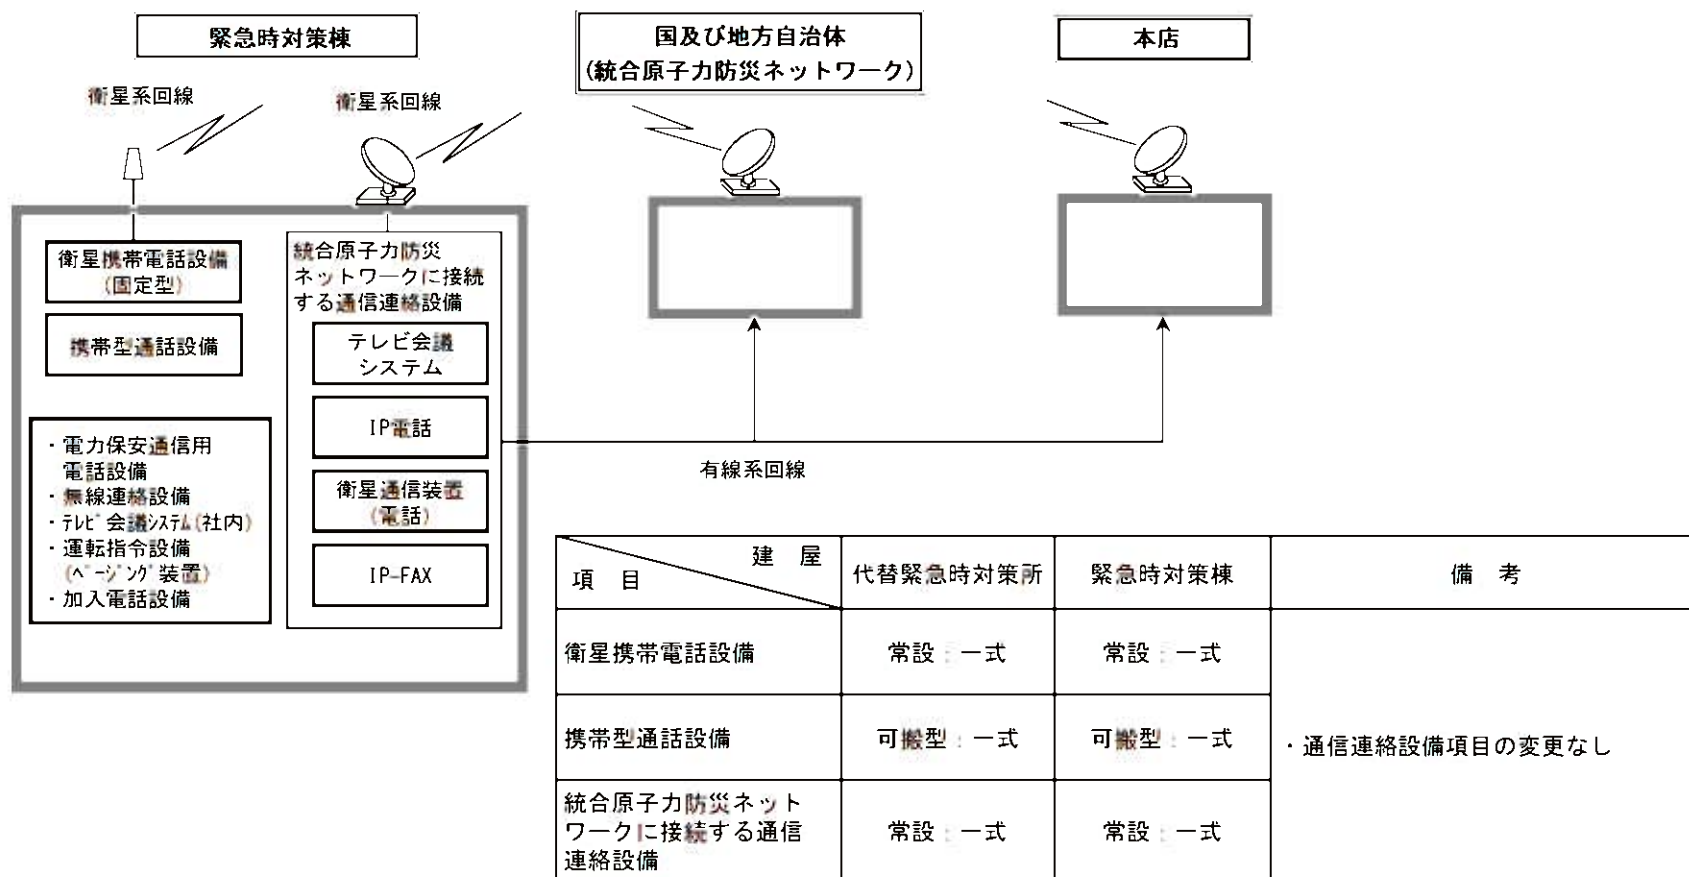 緊急時対策棟
国及び地方自治体
(統合原子力防災ネットワーク)
本店
衛星系回線
衛星系回線
衛星携帯電話設備
(固定型)
携帯型通話設備
・電力保安通信用
電話設備
・無線連絡設備
・テレビ会議システム(社内)
・運転指令設備
(ページング装置)
・加入電話設備
統合原子力防災
ネットワークに接続
する通信連絡設備
テレビ会議
システム
IP電話
衛星通信装置
(電話)
IP-FAX
有線系回線
建 屋
項 目
代替緊急時対策所
緊急時対策棟
備 考
衛星携帯電話設備
常設：一式
常設：一式
携帯型通話設備
可搬型：一式
可搬型：一式
・通信連絡設備項目の変更なし
統合原子力防災ネット
ワークに接続する通信
連絡設備
常設：一式
常設：一式